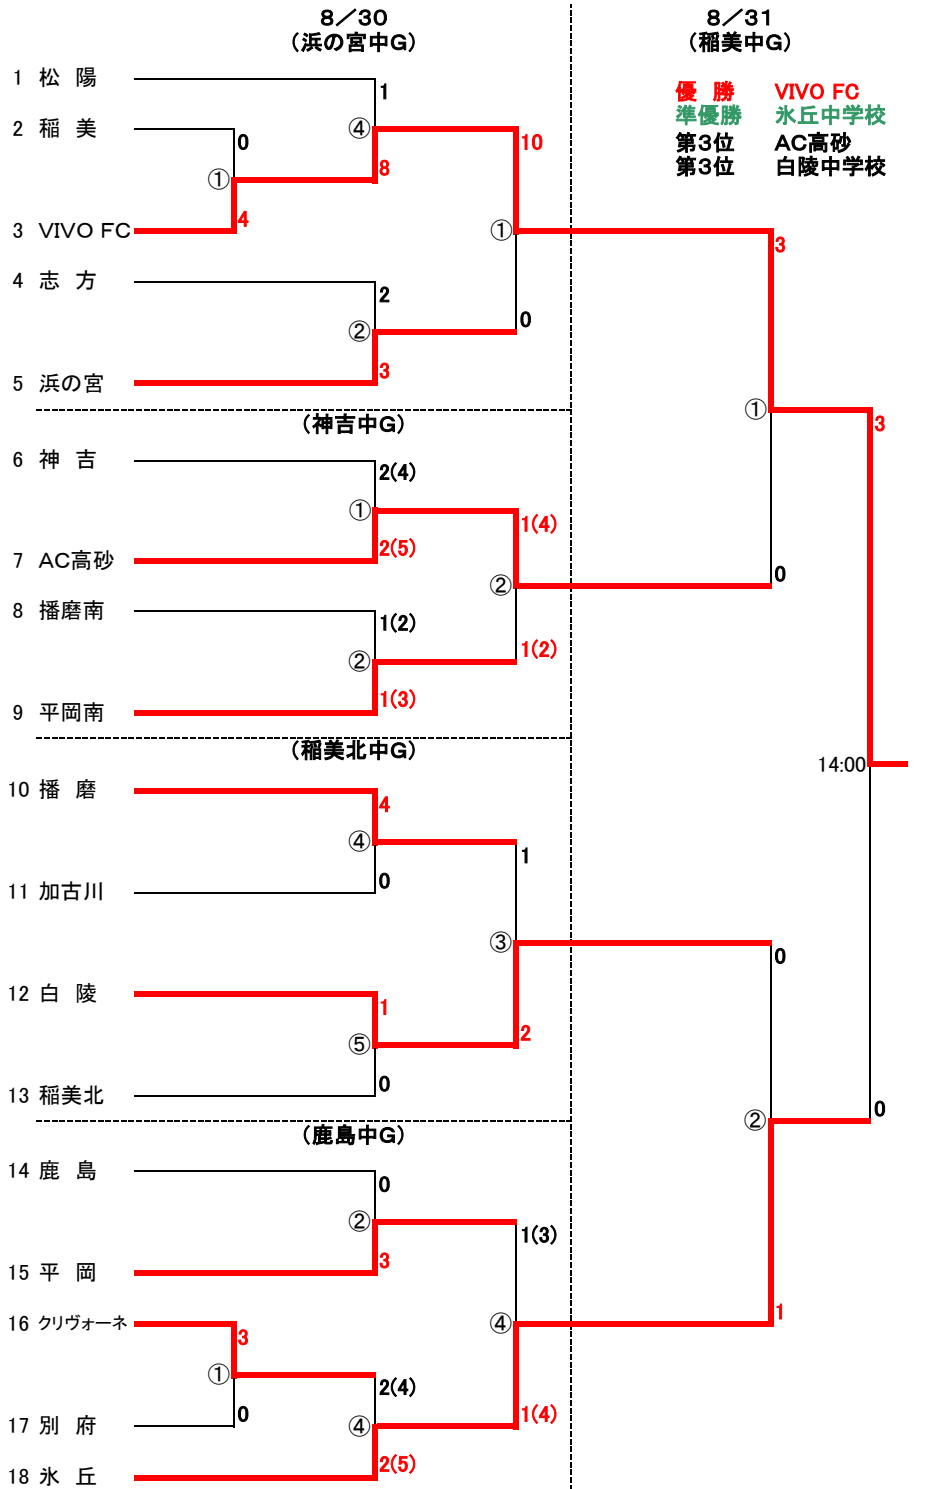 ８／３０
（浜の宮中Ｇ）
８／３１
（稲美中Ｇ）
優　勝　VIVO FC
準優勝　氷丘中学校
第３位　AC高砂
第３位　白陵中学校
1 松　陽
1
2 稲　美
0
④
10
①
8
3 VIVO FC
4
①
3
4 志　方
2
②
0
5 浜の宮
3
（神吉中Ｇ）
①
3
6 神　吉
2(4)
①
1(4)
7 AC高砂
2(5)
②
0
8 播磨南
1(2)
②
1(2)
9 平岡南
1(3)
（稲美北中Ｇ）
14:00
10 播　磨
4
④
1
11 加古川
0
③
0
12 白　陵
1
2
⑤
13 稲美北
0
②
0
（鹿島中Ｇ）
14 鹿　島
0
②
1(3)
15 平　岡
3
16 クリヴォーネ
3
④
1
①
2(4)
17 別　府
0
④
1(4)
18 氷　丘
2(5)